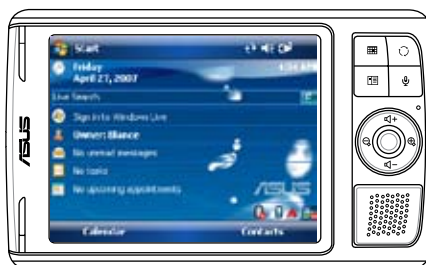 Start
Friday
April 27, 2007
Live Search
Sign in to Windows Live
Owner: Blance
No unread messages
No tasks
No upcoming appointments
ASUS
Calendar Contacts
ASUS
+
-